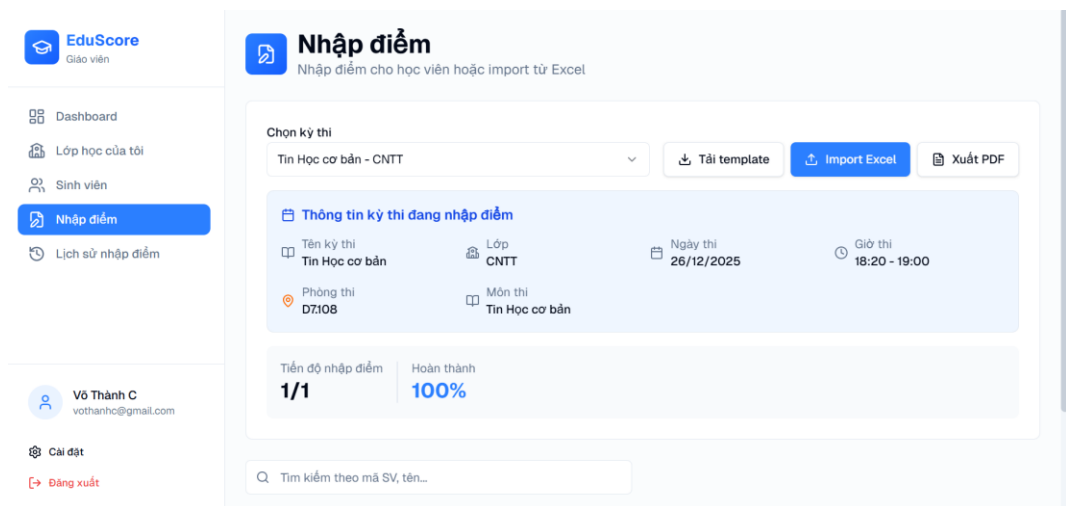 EduScore
Giáo viên
Dashboard
Lớp học của tôi
Sinh viên
Nhập điểm
Lịch sử nhập điểm
Võ Thành C
vothanhc@gmail.com
Cài đặt
Đăng xuất
Nhập điểm
Nhập điểm cho học viên hoặc import từ Excel
Chọn kỳ thi
Tin Học cơ bản - CNTT
Tải template
Import Excel
Xuất PDF
Thông tin kỳ thi đang nhập điểm
Tên kỳ thi
Tin Học cơ bản
Lớp
CNTT
Ngày thi
26/12/2025
Giờ thi
18:20 - 19:00
Phòng thi
D7.108
Môn thi
Tin Học cơ bản
Tiến độ nhập điểm
1/1
Hoàn thành
100%
Tìm kiếm theo mã SV, tên...